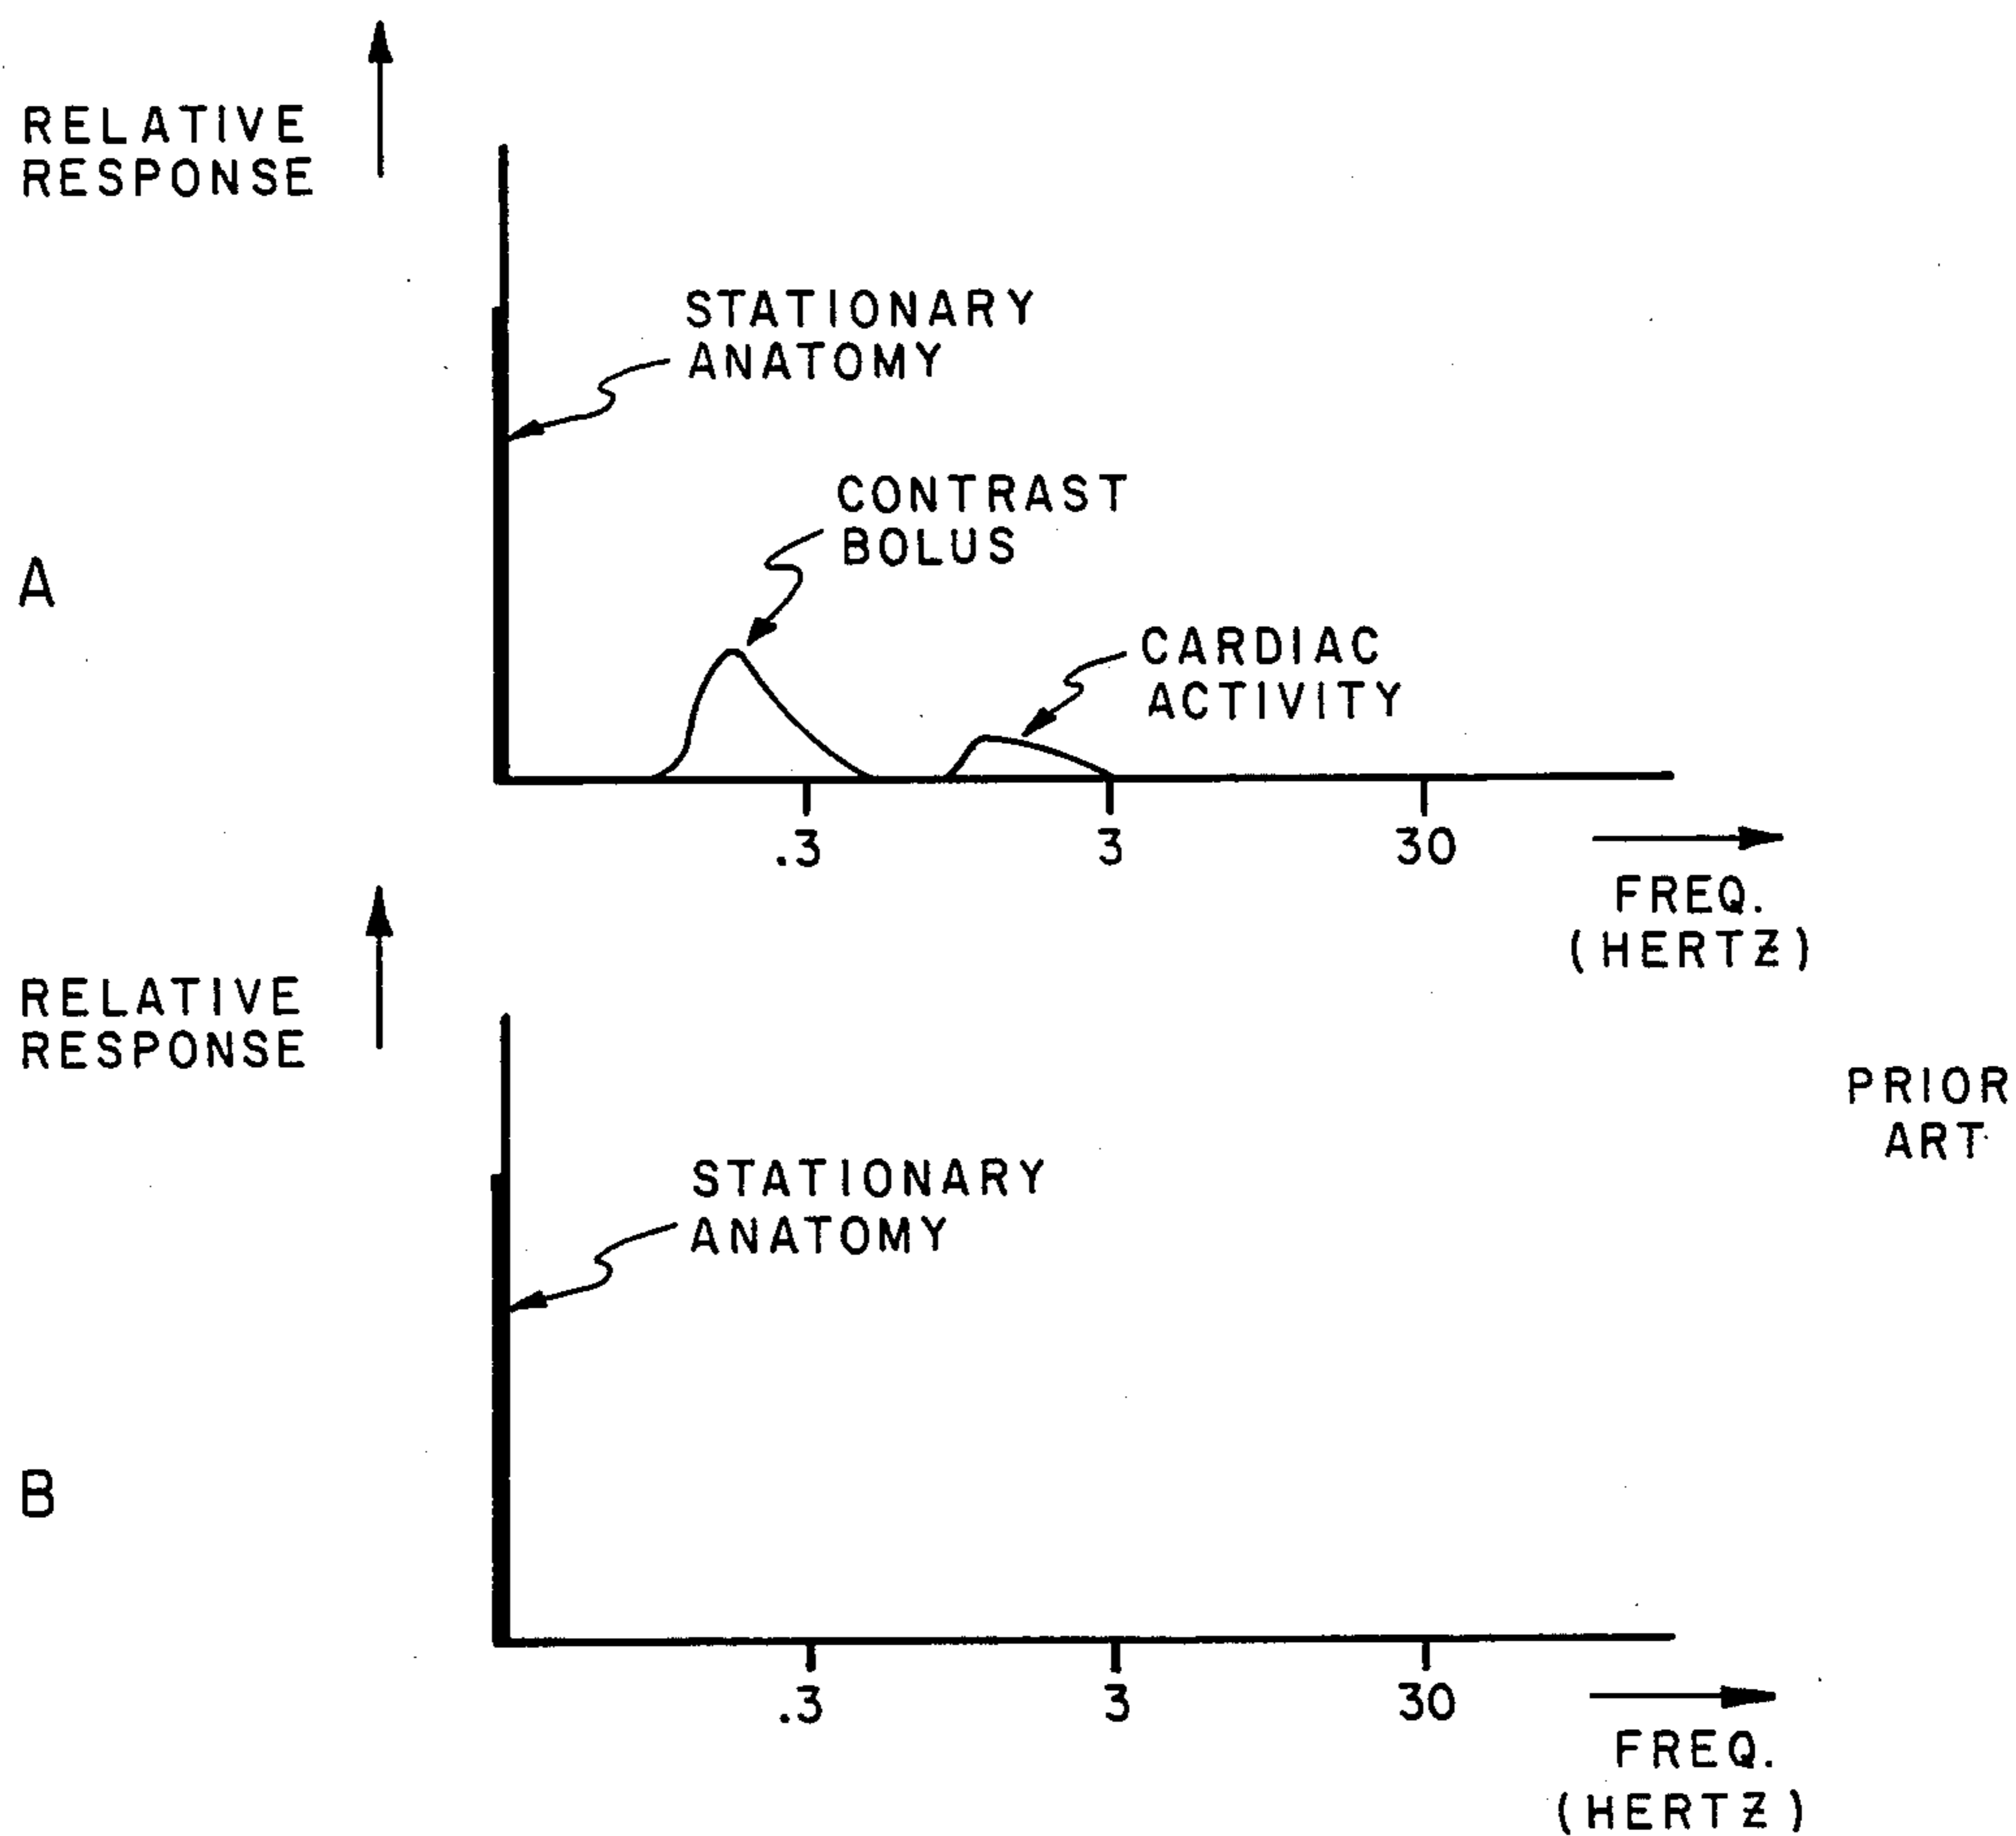 RELATIVE
RESPONSE
STATIONARY
ANATOMY
CONTRAST
BOLUS
A
CARDIAC
ACTIVITY
.3 3 30
FREQ.
(HERTZ)
RELATIVE
RESPONSE
PRIOR
ART
STATIONARY
ANATOMY
B
.3 3 30
FREQ.
(HERTZ)